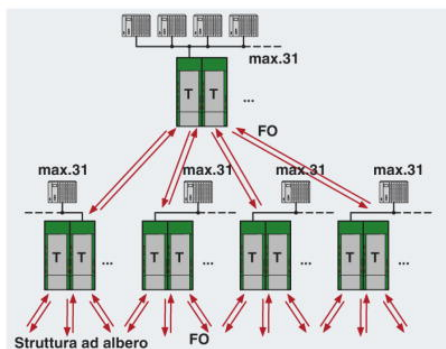 max.31
T T ...
FO
max.31 max.31 max.31 max.31
T T ... T T ... T T ... T T ...
Struttura ad albero FO